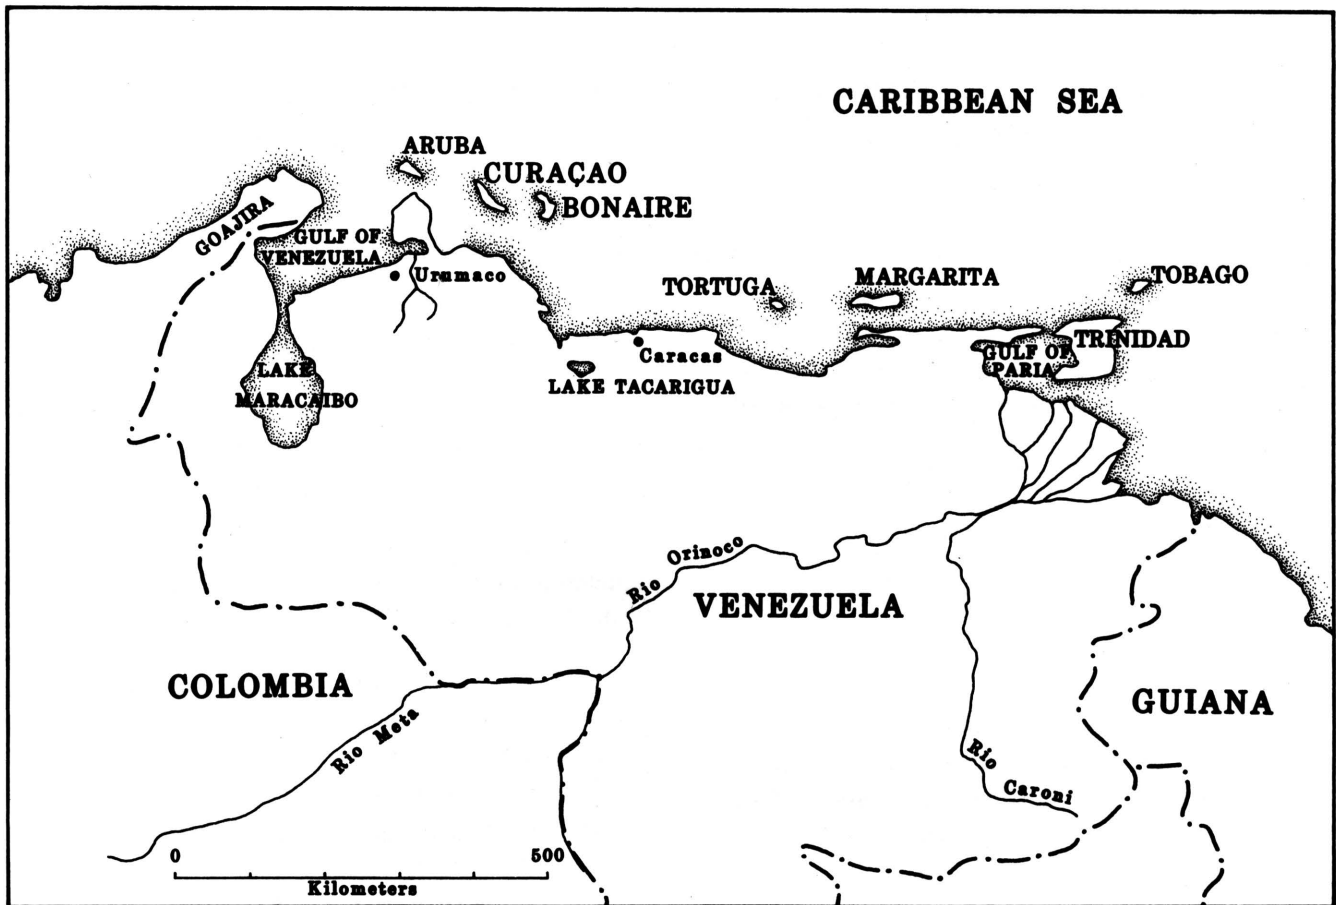 CARIBBEAN SEA
ARUBA
CURAÇAO
BONAIRE
GOAJIRA
GULF OF
VENEZUELA
Urumaco
TORTUGA
MARGARITA
TOBAGO
TRINIDAD
Caracas
GULF OF
PARIA
LAKE
MARACAIBO
LAKE TACARIGUA
Rio Orinoco
VENEZUELA
COLOMBIA
GUIANA
Rio Meta
Rio Caroni
0 500
Kilometers